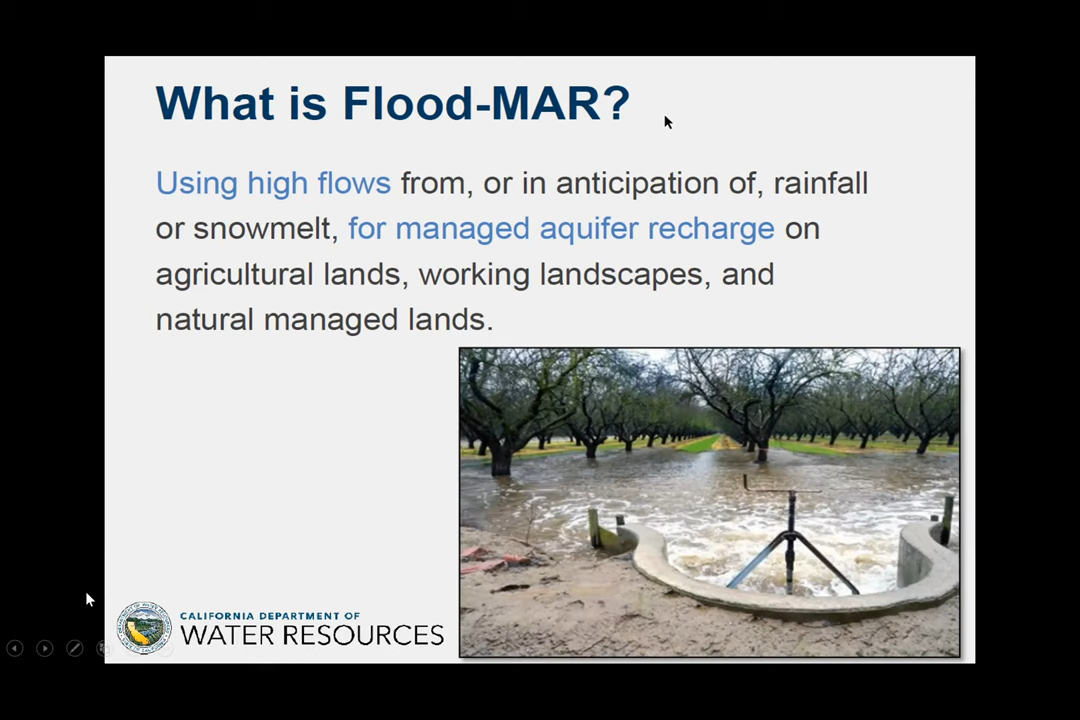 What is Flood-MAR?
Using high flows from, or in anticipation of, rainfall
or snowmelt, for managed aquifer recharge on
agricultural lands, working landscapes, and
natural managed lands.
CALIFORNIA DEPARTMENT OF
WATER RESOURCES